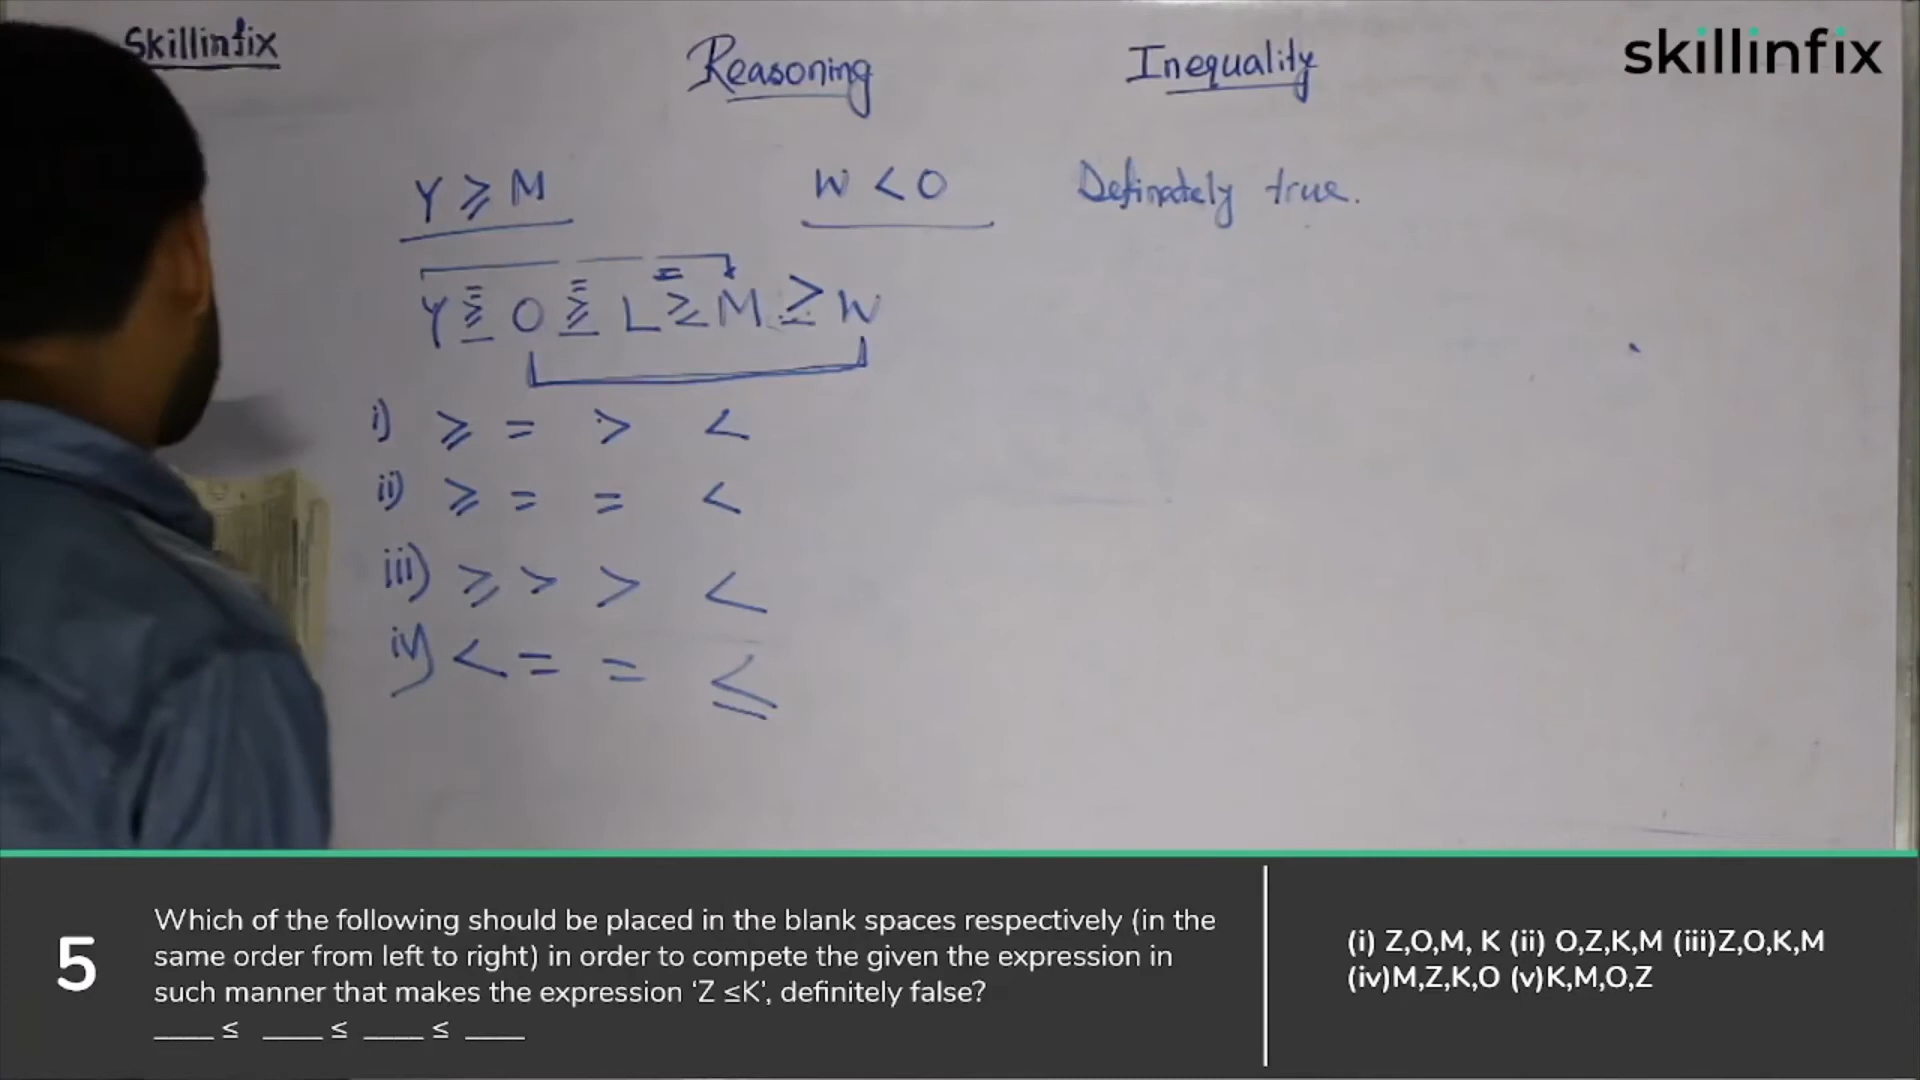 Skillinfix
Reasoning
Inequality
skillinfix
Y ≥ M
W < O
Definately true.
Y ≥ O ≥ L ≥ M ≥ W
i) ≥ = > <
ii) ≥ = = <
iii) ≥ > > <
iv) < = = ≤
5
Which of the following should be placed in the blank spaces respectively (in the
same order from left to right) in order to compete the given the expression in
such manner that makes the expression ‘Z ≤K’, definitely false?
____ ≤ ____ ≤ ____ ≤ ____
(i) Z,O,M, K (ii) O,Z,K,M (iii)Z,O,K,M
(iv)M,Z,K,O (v)K,M,O,Z